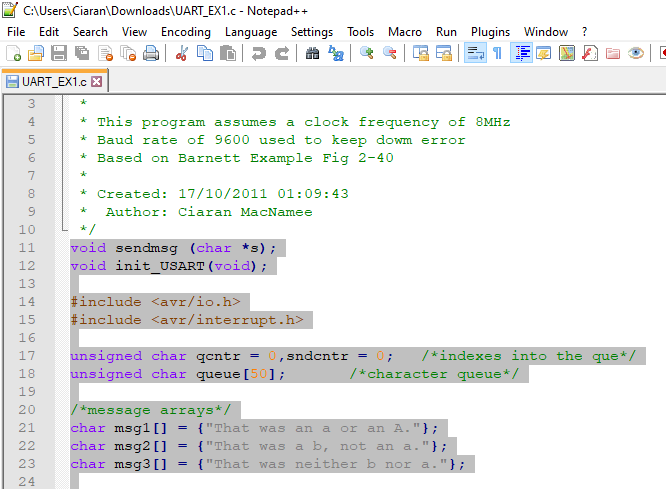 C:\Users\Ciaran\Downloads\UART_EX1.c - Notepad++
File Edit Search View Encoding Language Settings Tools Macro Run Plugins Window ?
UART_EX1.c
3 *
4 * This program assumes a clock frequency of 8MHz
5 * Baud rate of 9600 used to keep dowm error
6 * Based on Barnett Example Fig 2-40
7 *
8 * Created: 17/10/2011 01:09:43
9 *  Author: Ciaran MacNamee
10 */
11 void sendmsg (char *s);
12 void init_USART(void);
13
14 #include <avr/io.h>
15 #include <avr/interrupt.h>
16
17 unsigned char qcntr = 0,sndcntr = 0;   /*indexes into the que*/
18 unsigned char queue[50];       /*character queue*/
19
20 /*message arrays*/
21 char msg1[] = {"That was an a or an A."};
22 char msg2[] = {"That was a b, not an a."};
23 char msg3[] = {"That was neither b nor a."};
24